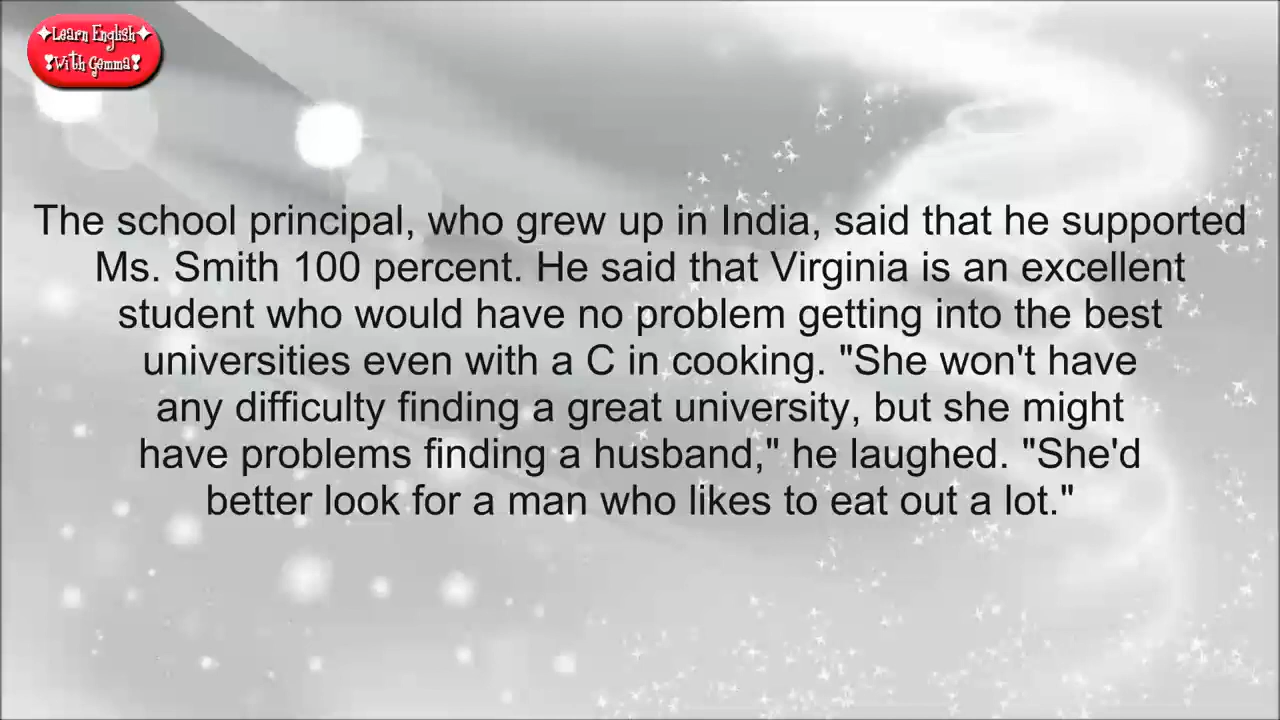 ✦Learn English✦
❣With Gemma❣
The school principal, who grew up in India, said that he supported
Ms. Smith 100 percent. He said that Virginia is an excellent
student who would have no problem getting into the best
universities even with a C in cooking. "She won't have
any difficulty finding a great university, but she might
have problems finding a husband," he laughed. "She'd
better look for a man who likes to eat out a lot."